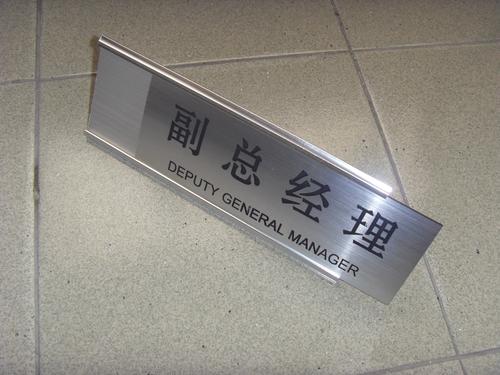 副总经理
DEPUTY GENERAL MANAGER